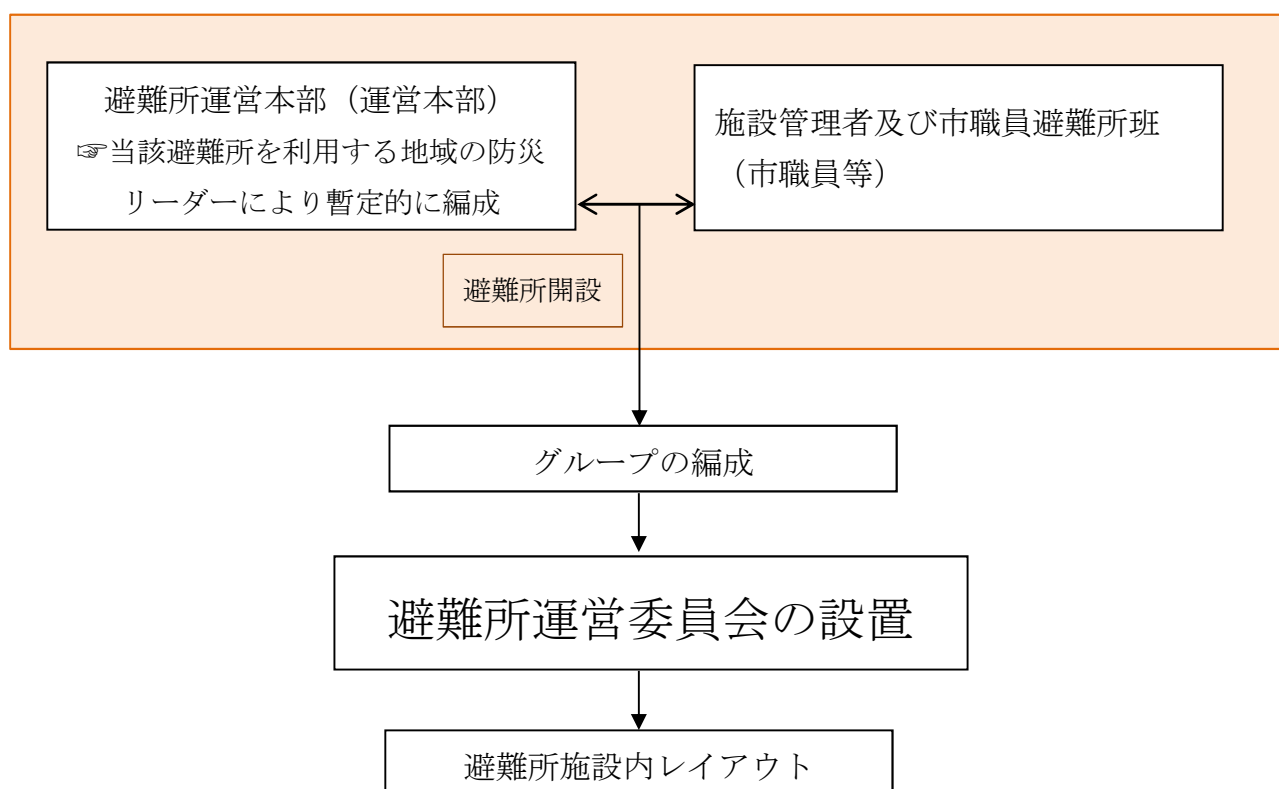 避難所運営本部（運営本部）
☞当該避難所を利用する地域の防災
リーダーにより暫定的に編成
施設管理者及び市職員避難所班
（市職員等）
避難所開設
グループの編成
避難所運営委員会の設置
避難所施設内レイアウト